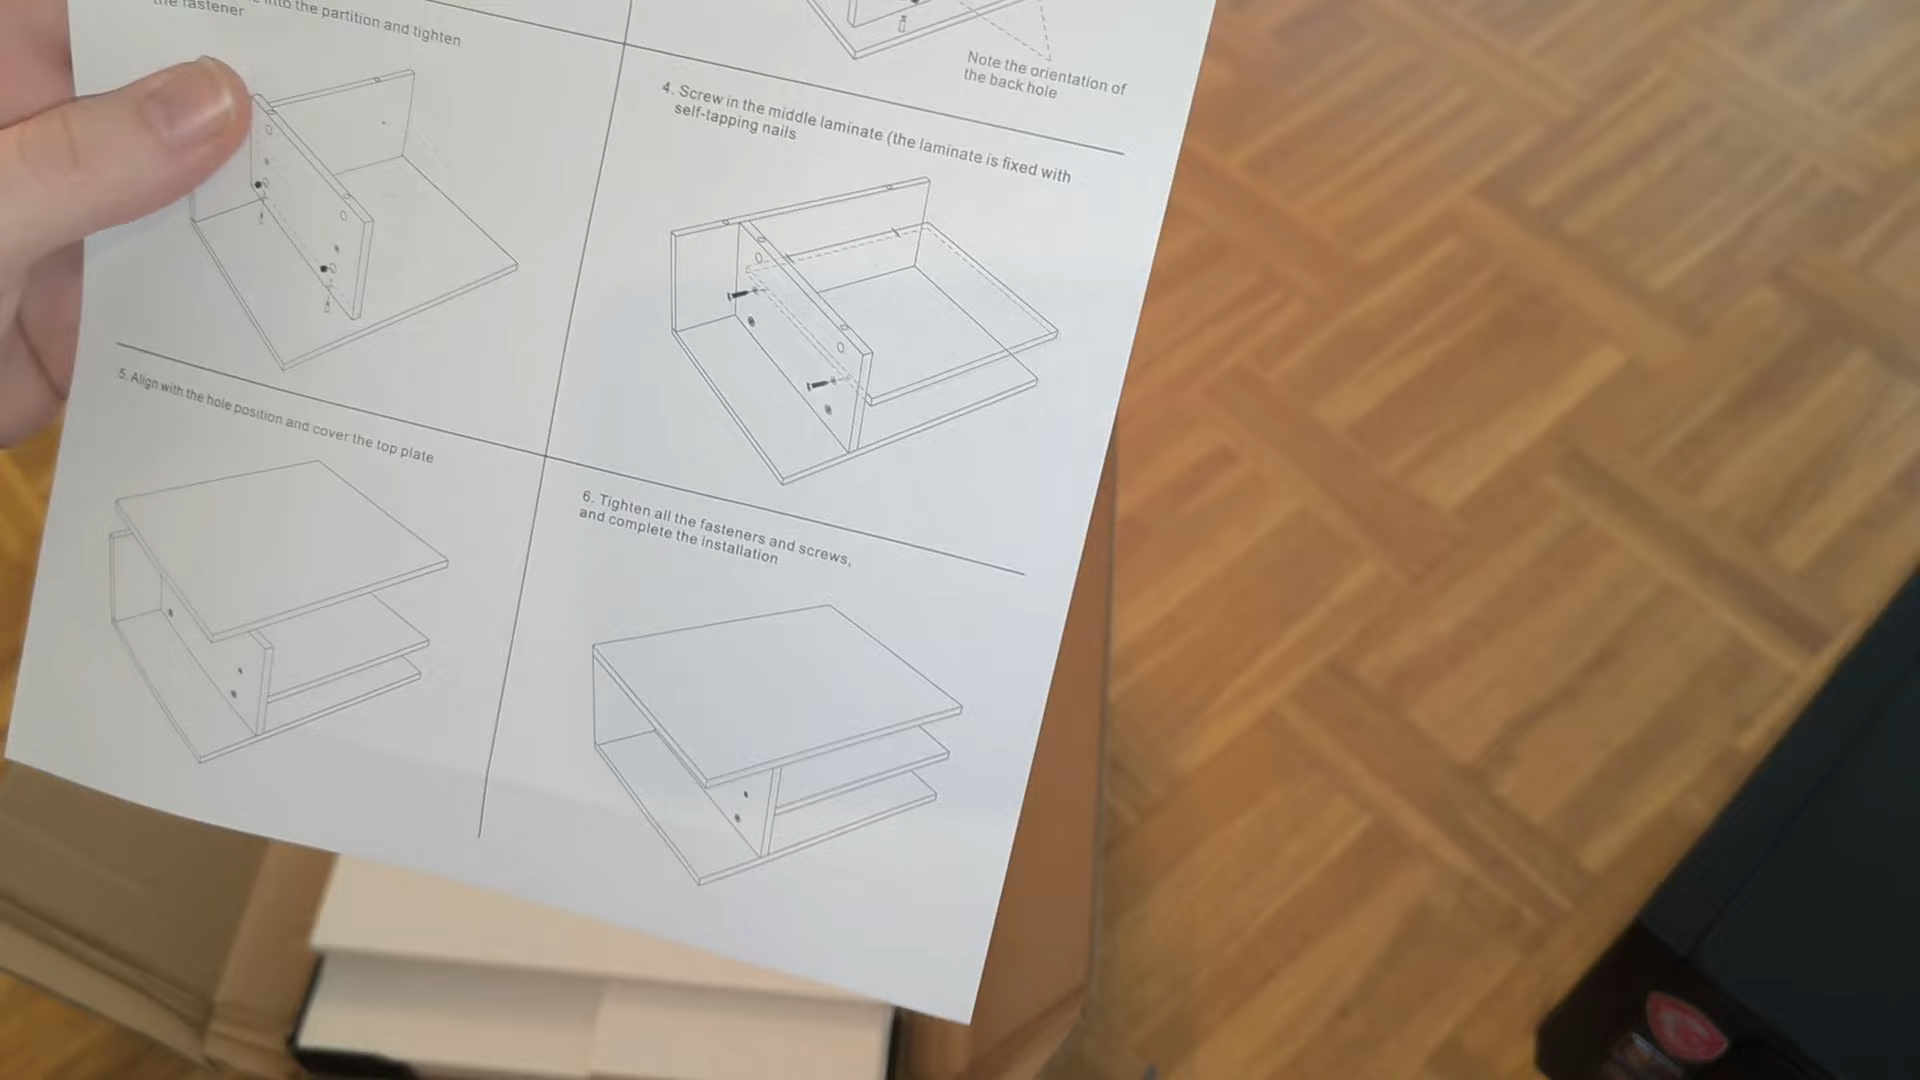 into the partition and tighten
the fastener
Note the orientation of
the back hole
4. Screw in the middle laminate (the laminate is fixed with
self-tapping nails
5. Align with the hole position and cover the top plate
6. Tighten all the fasteners and screws,
and complete the installation